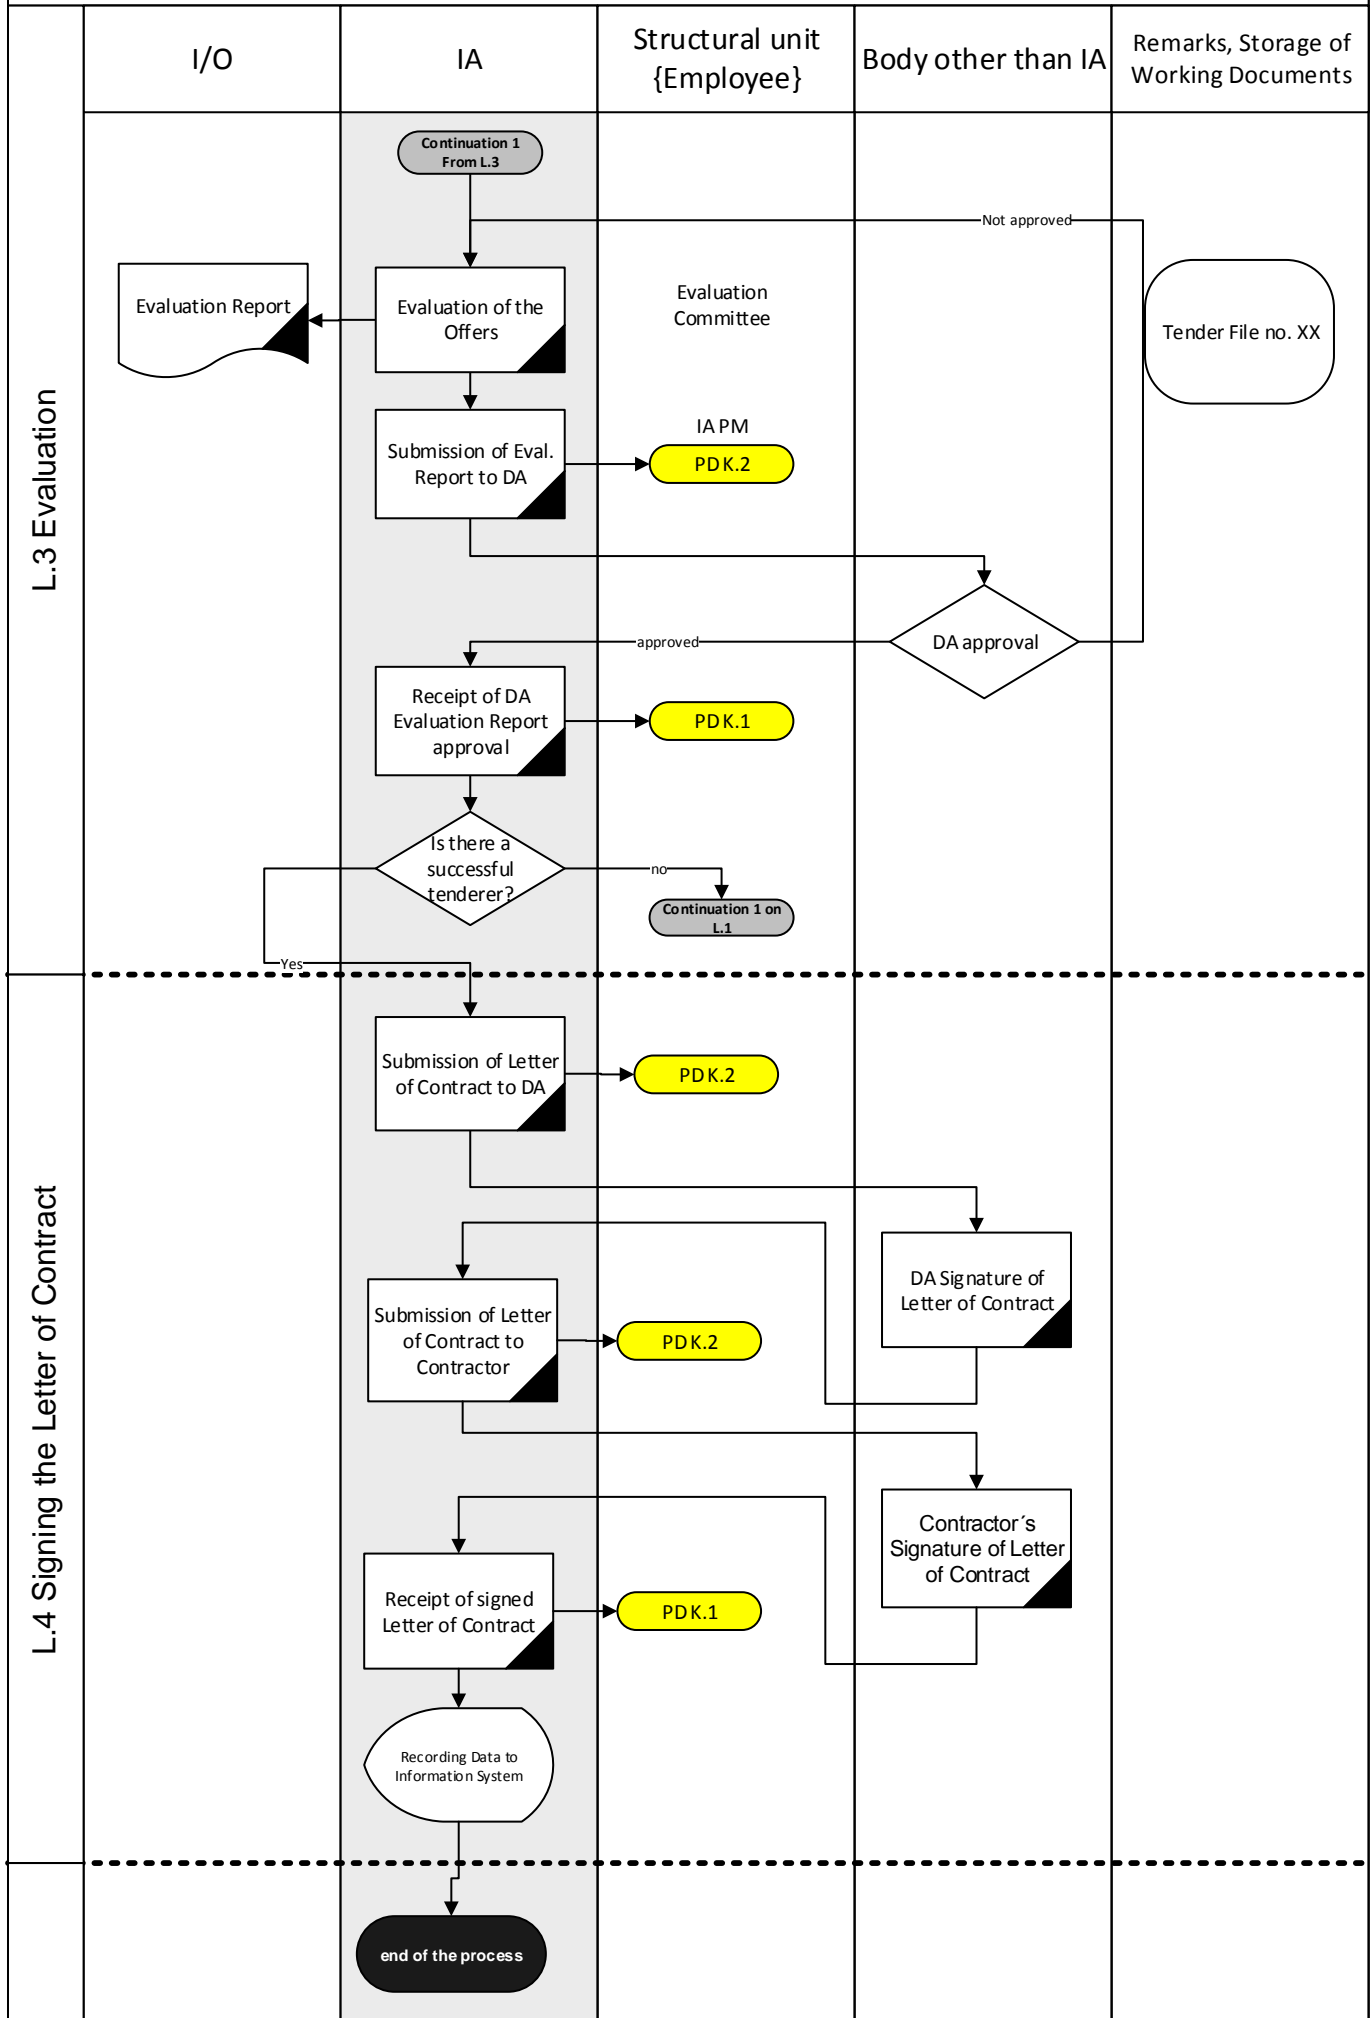 I/O
IA
Structural unit
{Employee}
Body other than IA
Remarks, Storage of
Working Documents
L.3 Evaluation
Continuation 1
From L.3
Not approved
Evaluation Report
Evaluation of the
Offers
Evaluation
Committee
Tender File no. XX
Submission of Eval.
Report to DA
IA PM
PDK.2
DA approval
approved
Receipt of DA
Evaluation Report
approval
PDK.1
Is there a
successful
tenderer?
no
Continuation 1 on
L.1
Yes
L.4 Signing the Letter of Contract
Submission of Letter
of Contract to DA
PDK.2
DA Signature of
Letter of Contract
Submission of Letter
of Contract to
Contractor
PDK.2
Contractor´s
Signature of Letter
of Contract
Receipt of signed
Letter of Contract
PDK.1
Recording Data to
Information System
end of the process